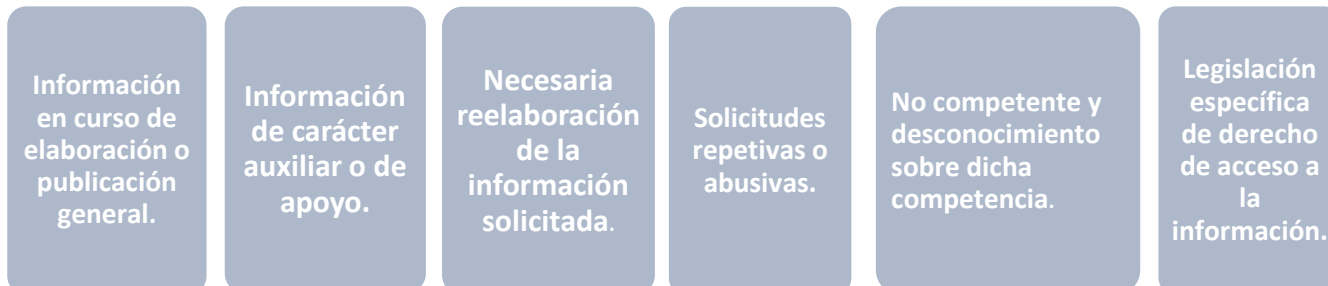 Información
en curso de
elaboración o
publicación
general.
Información
de carácter
auxiliar o de
apoyo.
Necesaria
reelaboración
de la
información
solicitada.
Solicitudes
repetivas o
abusivas.
No competente y
desconocimiento
sobre dicha
competencia.
Legislación
específica
de derecho
de acceso a
la
información.